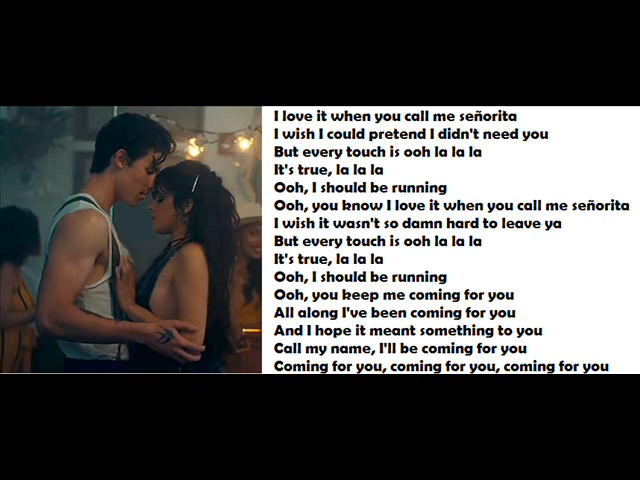 I love it when you call me señorita
I wish I could pretend I didn't need you
But every touch is ooh la la la
It's true, la la la
Ooh, I should be running
Ooh, you know I love it when you call me señorita
I wish it wasn't so damn hard to leave ya
But every touch is ooh la la la
It's true, la la la
Ooh, I should be running
Ooh, you keep me coming for you
All along I've been coming for you
And I hope it meant something to you
Call my name, I'll be coming for you
Coming for you, coming for you, coming for you